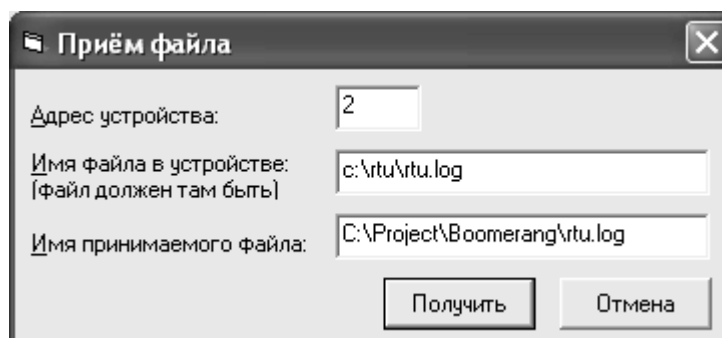 Приём файла
Адрес устройства:
2
Имя файла в устройстве:
(файл должен там быть)
c:\rtu\rtu.log
Имя принимаемого файла:
C:\Project\Boomerang\rtu.log
Получить
Отмена